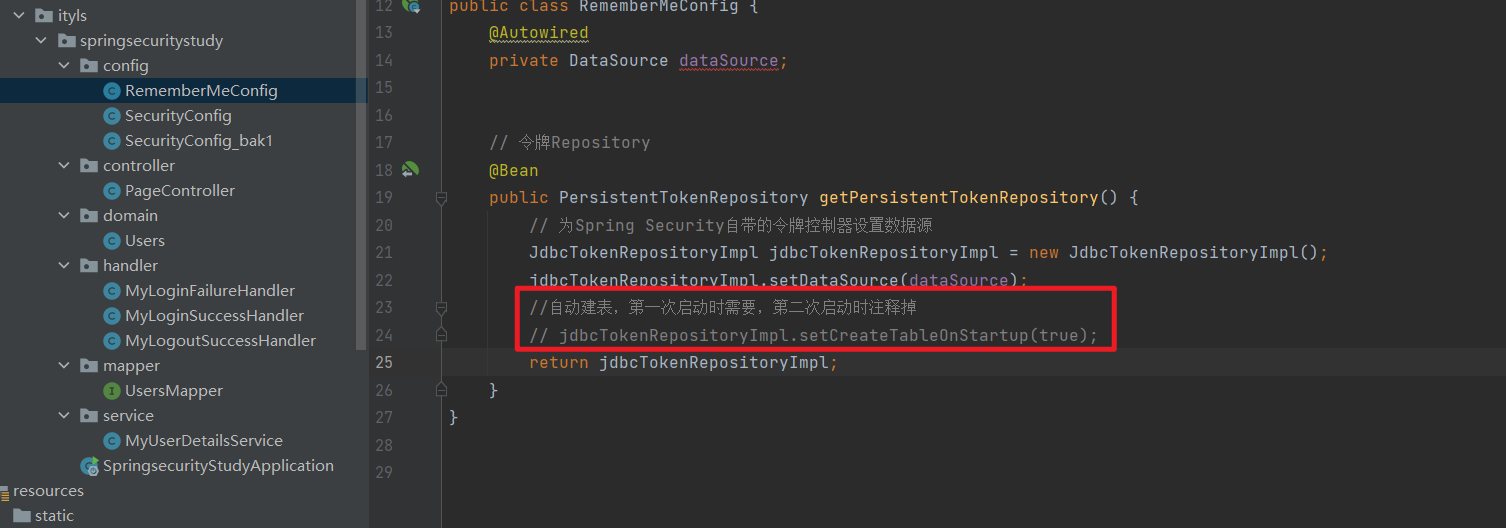 ityls
springsecuritystudy
config
RememberMeConfig
SecurityConfig
SecurityConfig_bak1
controller
PageController
domain
Users
handler
MyLoginFailureHandler
MyLoginSuccessHandler
MyLogoutSuccessHandler
mapper
UsersMapper
service
MyUserDetailsService
SpringsecurityStudyApplication
resources
static
12 public class RememberMeConfig {
13 @Autowired
14 private DataSource dataSource;
15
16
17 // 令牌Repository
18 @Bean
19 public PersistentTokenRepository getPersistentTokenRepository() {
20 // 为Spring Security自带的令牌控制器设置数据源
21 JdbcTokenRepositoryImpl jdbcTokenRepositoryImpl = new JdbcTokenRepositoryImpl();
22 jdbcTokenRepositoryImpl.setDataSource(dataSource);
23 //自动建表，第一次启动时需要，第二次启动时注释掉
24 // jdbcTokenRepositoryImpl.setCreateTableOnStartup(true);
25 return jdbcTokenRepositoryImpl;
26 }
27 }
28
29